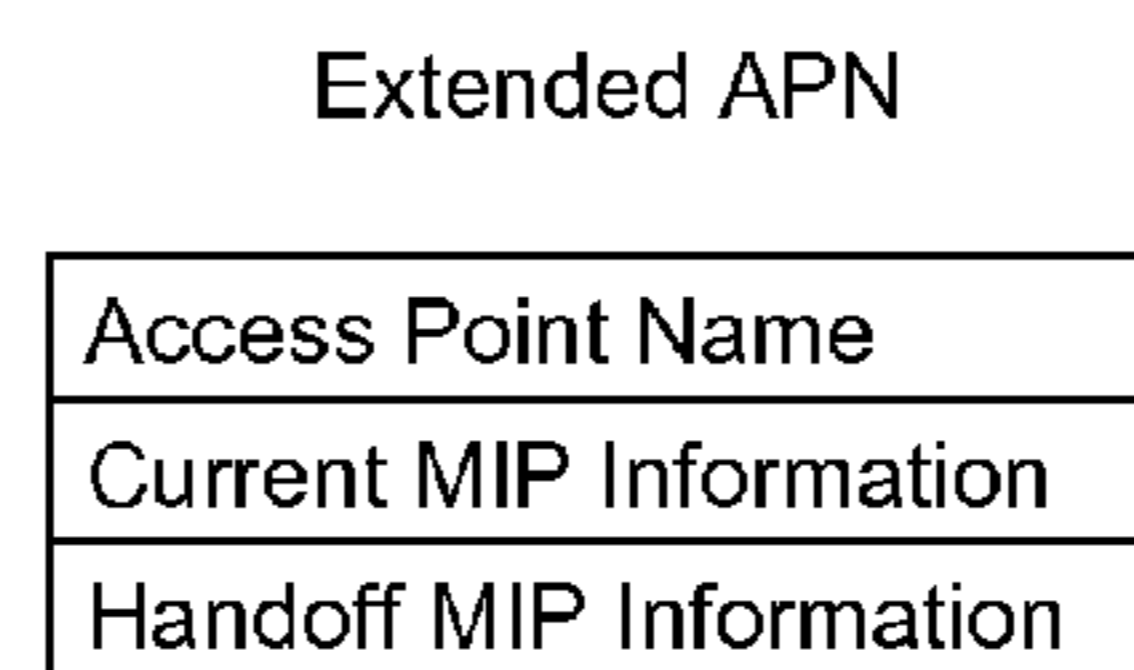 Extended APN
Access Point Name
Current MIP Information
Handoff MIP Information